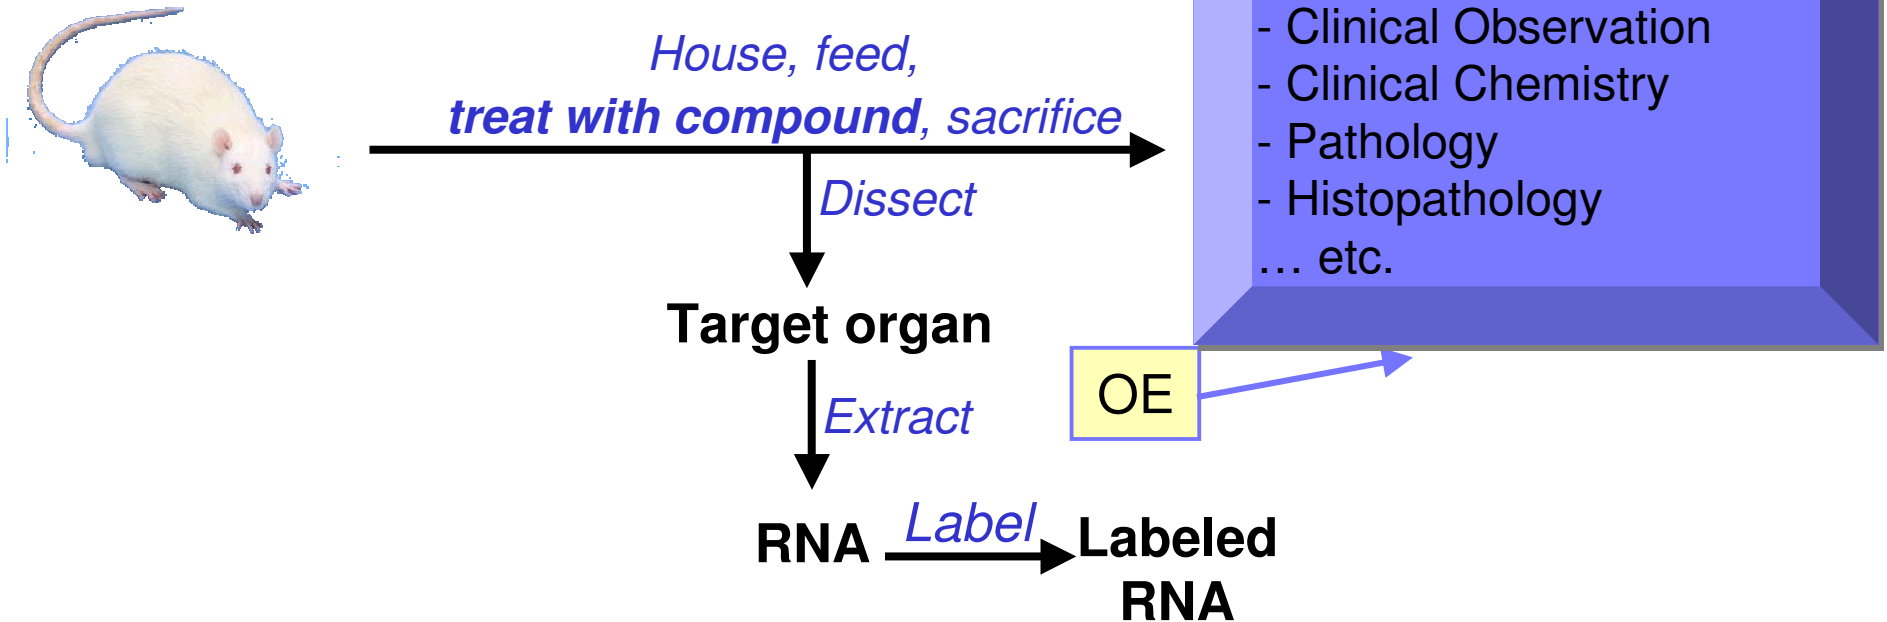 House, feed,
treat with compound, sacrifice
- Clinical Observation
- Clinical Chemistry
- Pathology
- Histopathology
… etc.
Dissect
Target organ
OE
Extract
RNA
Label
Labeled
RNA